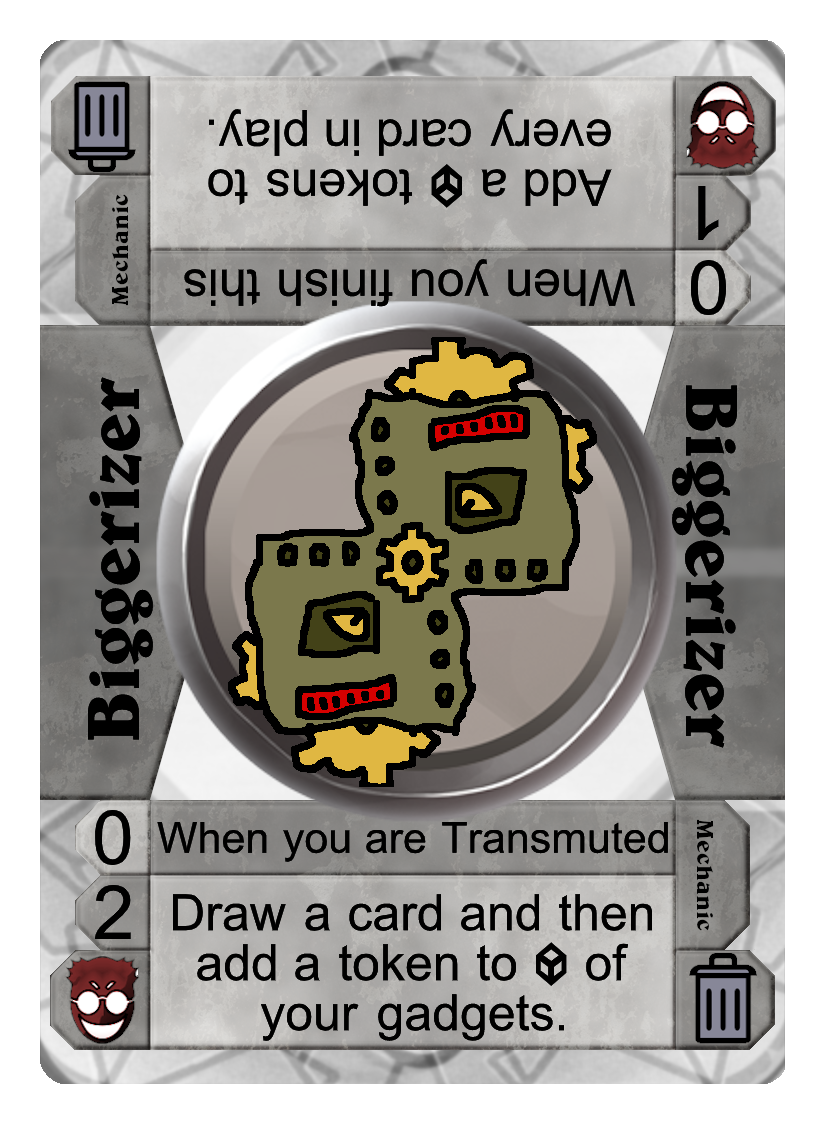 Biggerizer
0
When you are Transmuted
2
Draw a card and then
add a token to of
your gadgets.
Mechanic
Biggerizer
0
When you finish this
1
Add a tokens to
every card in play.
Mechanic